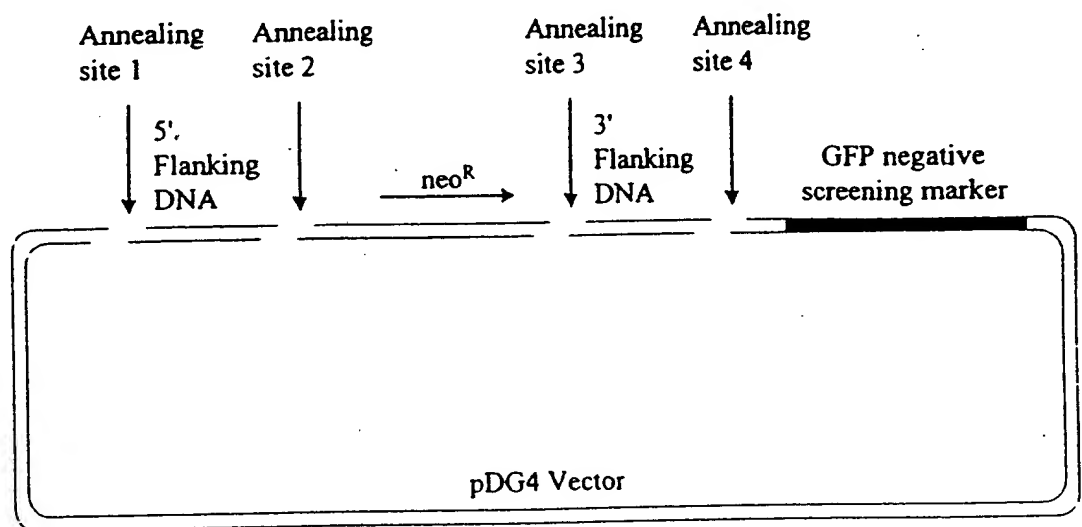 Annealing
site 1
Annealing
site 2
Annealing
site 3
Annealing
site 4
5'.
Flanking
DNA
neoR
3'
Flanking
DNA
GFP negative
screening marker
pDG4 Vector